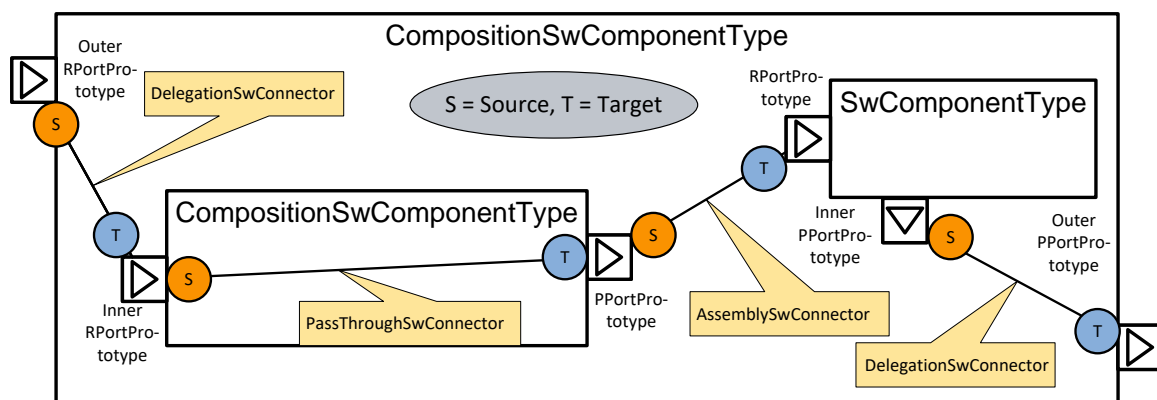 CompositionSwComponentType
Outer
RPortPro-
totype
DelegationSwConnector
S = Source, T = Target
RPortPro-
totype
SwComponentType
S
T
T
CompositionSwComponentType
S
T
S
Inner
PPortPro-
totype
S
Outer
PPortPro-
totype
Inner
RPortPro-
totype
PassThroughSwConnector
PPortPro-
totype
AssemblySwConnector
T
DelegationSwConnector